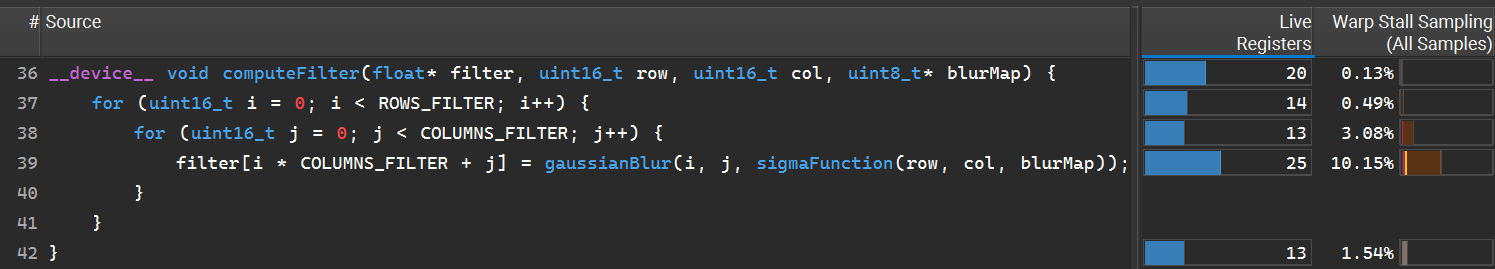 # Source Live Registers Warp Stall Sampling (All Samples)
36 __device__ void computeFilter(float* filter, uint16_t row, uint16_t col, uint8_t* blurMap) { 20 0.13%
37 for (uint16_t i = 0; i < ROWS_FILTER; i++) { 14 0.49%
38 for (uint16_t j = 0; j < COLUMNS_FILTER; j++) { 13 3.08%
39 filter[i * COLUMNS_FILTER + j] = gaussianBlur(i, j, sigmaFunction(row, col, blurMap)); 25 10.15%
40 }
41 }
42 } 13 1.54%